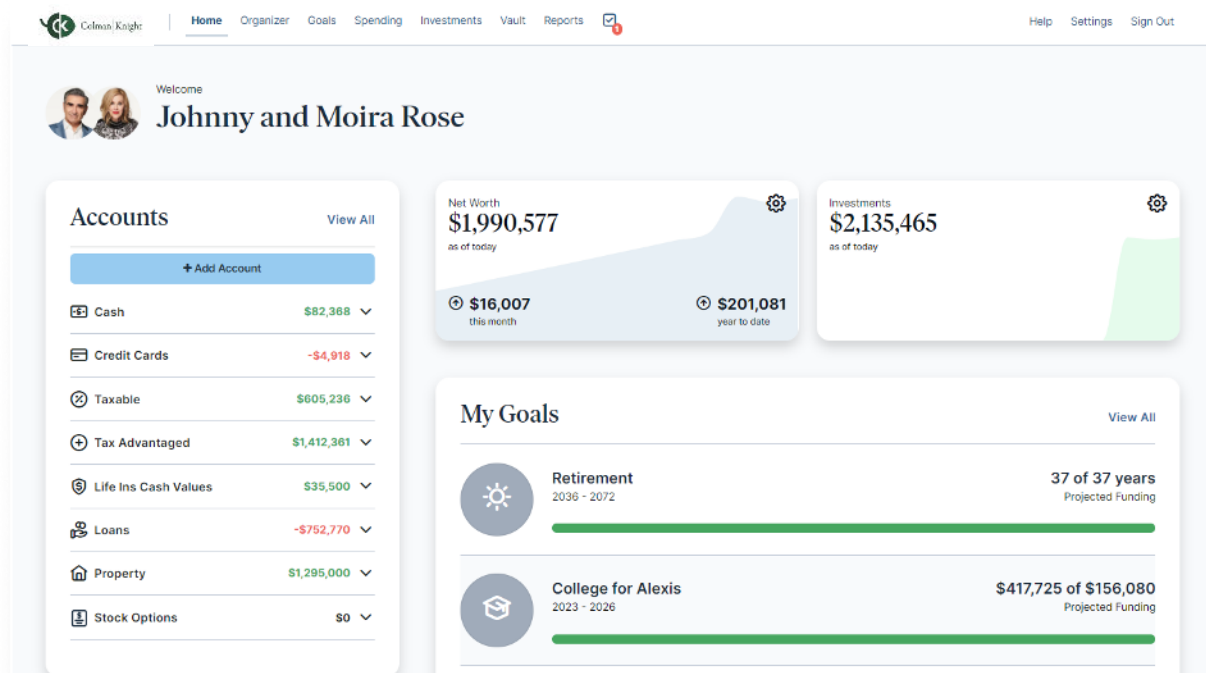 Colman Knight
Home Organizer Goals Spending Investments Vault Reports 1
Help Settings Sign Out
Welcome
Johnny and Moira Rose
Accounts View All
+ Add Account
Cash $82,368
Credit Cards -$4,918
Taxable $605,236
Tax Advantaged $1,412,361
Life Ins Cash Values $35,500
Loans -$752,770
Property $1,295,000
Stock Options $0
Net Worth
$1,990,577
as of today
$16,007 $201,081
this month year to date
Investments
$2,135,465
as of today
My Goals View All
Retirement 37 of 37 years
2036 - 2072 Projected Funding
College for Alexis $417,725 of $156,080
2023 - 2026 Projected Funding